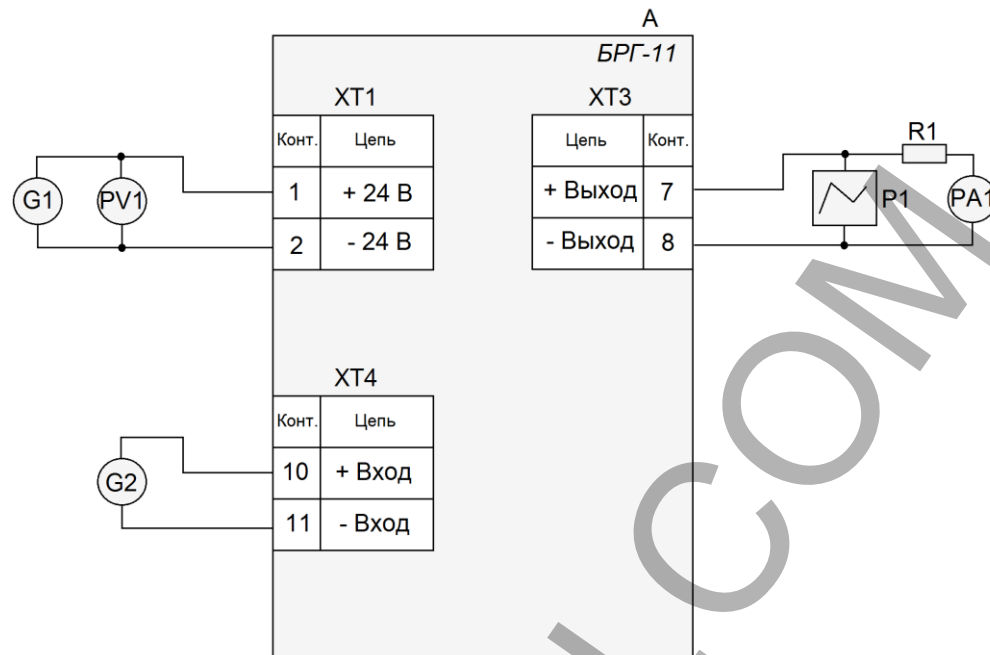 А
БРГ-11
XT1
Конт. Цепь
1 + 24 В
2 - 24 В
XT3
Цепь Конт.
+ Выход 7
- Выход 8
G1
PV1
R1
P1
PA1
XT4
Конт. Цепь
10 + Вход
11 - Вход
G2
COM